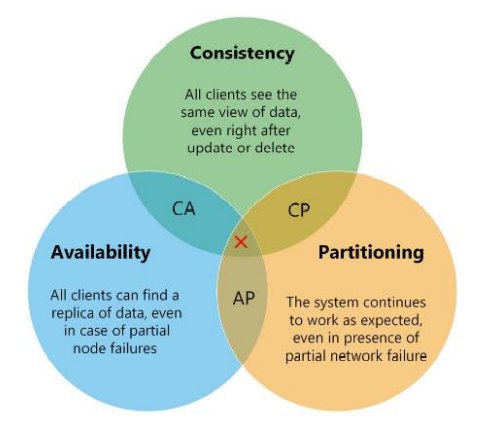 Consistency
All clients see the
same view of data,
even right after
update or delete
CA
CP
Availability
All clients can find a
replica of data, even
in case of partial
node failures
AP
Partitioning
The system continues
to work as expected,
even in presence of
partial network failure